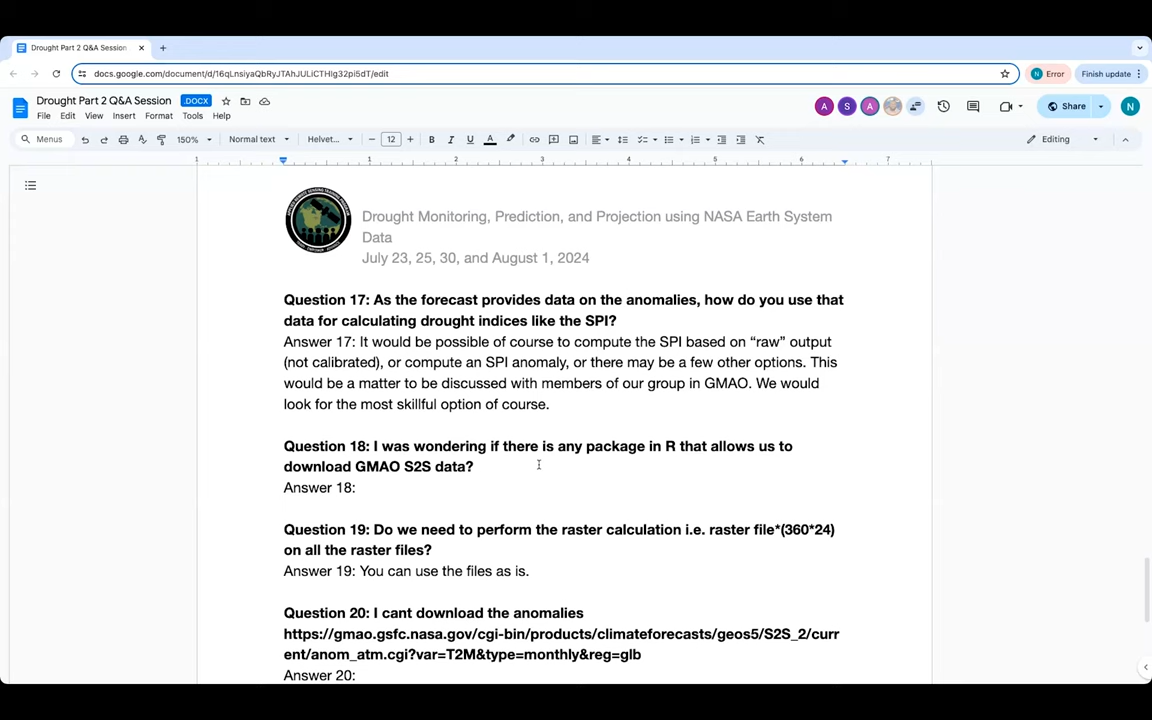 Drought Part 2 Q&A Session
docs.google.com/document/d/16qLnsiyaQbRyJTAhJULiCTHlg32pi5dT/edit
N
Error
Finish update
Drought Part 2 Q&A Session
.DOCX
File Edit View Insert Format Tools Help
A S A
Share
N
Menus
150%
Normal text
Helvet...
12
B I U A
Editing
1 1 2 3 4 5 6 7
Drought Monitoring, Prediction, and Projection using NASA Earth System
Data
July 23, 25, 30, and August 1, 2024
Question 17: As the forecast provides data on the anomalies, how do you use that
data for calculating drought indices like the SPI?
Answer 17: It would be possible of course to compute the SPI based on “raw” output
(not calibrated), or compute an SPI anomaly, or there may be a few other options. This
would be a matter to be discussed with members of our group in GMAO. We would
look for the most skillful option of course.
Question 18: I was wondering if there is any package in R that allows us to
download GMAO S2S data?
Answer 18:
Question 19: Do we need to perform the raster calculation i.e. raster file*(360*24)
on all the raster files?
Answer 19: You can use the files as is.
Question 20: I cant download the anomalies
https://gmao.gsfc.nasa.gov/cgi-bin/products/climateforecasts/geos5/S2S_2/curr
ent/anom_atm.cgi?var=T2M&type=monthly&reg=glb
Answer 20: